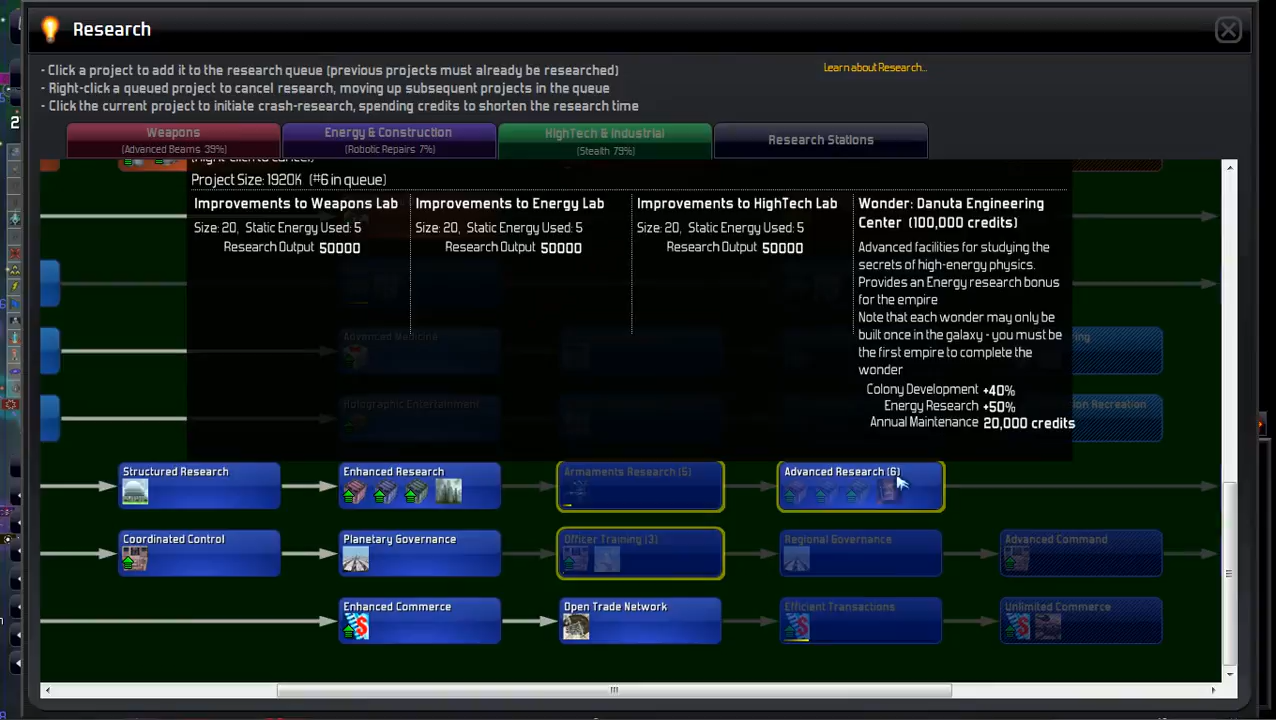 Research
- Click a project to add it to the research queue (previous projects must already be researched)
Learn about Research...
- Right-click a queued project to cancel research, moving up subsequent projects in the queue
- Click the current project to initiate crash-research, spending credits to shorten the research time
Weapons
(Advanced Beams 39%)
Energy & Construction
(Robotic Repairs 7%)
HighTech & Industrial
(Stealth 79%)
Research Stations
(Right-click to cancel)
Project Size: 1920K (#6 in queue)
Improvements to Weapons Lab
Size: 20, Static Energy Used: 5
Research Output 50000
Improvements to Energy Lab
Size: 20, Static Energy Used: 5
Research Output 50000
Improvements to HighTech Lab
Size: 20, Static Energy Used: 5
Research Output 50000
Wonder: Danuta Engineering
Center (100,000 credits)
Advanced facilities for studying the
secrets of high-energy physics.
Provides an Energy research bonus
for the empire
Note that each wonder may only be
built once in the galaxy - you must be
the first empire to complete the
wonder
Colony Development +40%
Energy Research +50%
Annual Maintenance 20,000 credits
Advanced Medicine
Holographic Entertainment
Recreation
Structured Research
Enhanced Research
Armaments Research (5)
Advanced Research (6)
Coordinated Control
Planetary Governance
Officer Training (3)
Regional Governance
Advanced Command
Enhanced Commerce
Open Trade Network
Efficient Transactions
Unlimited Commerce